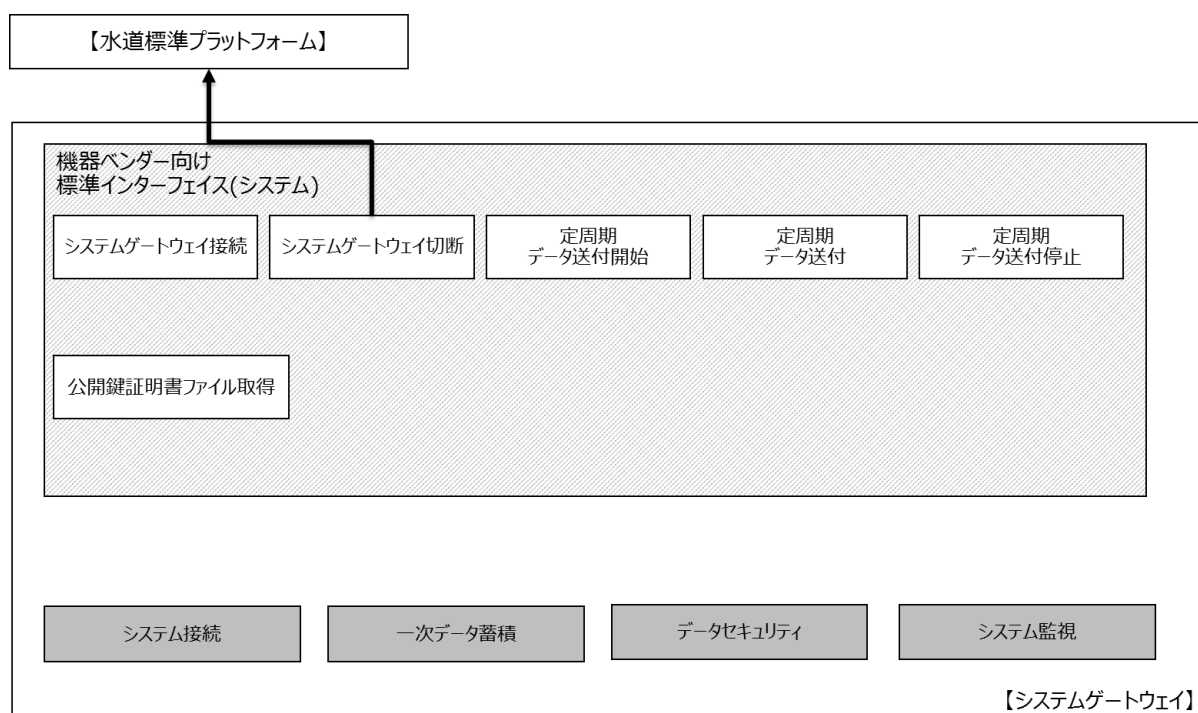 【水道標準プラットフォーム】
機器ベンダー向け
標準インターフェイス(システム)
システムゲートウェイ接続
システムゲートウェイ切断
定周期
データ送付開始
定周期
データ送付
定周期
データ送付停止
公開鍵証明書ファイル取得
システム接続
一次データ蓄積
データセキュリティ
システム監視
【システムゲートウェイ】